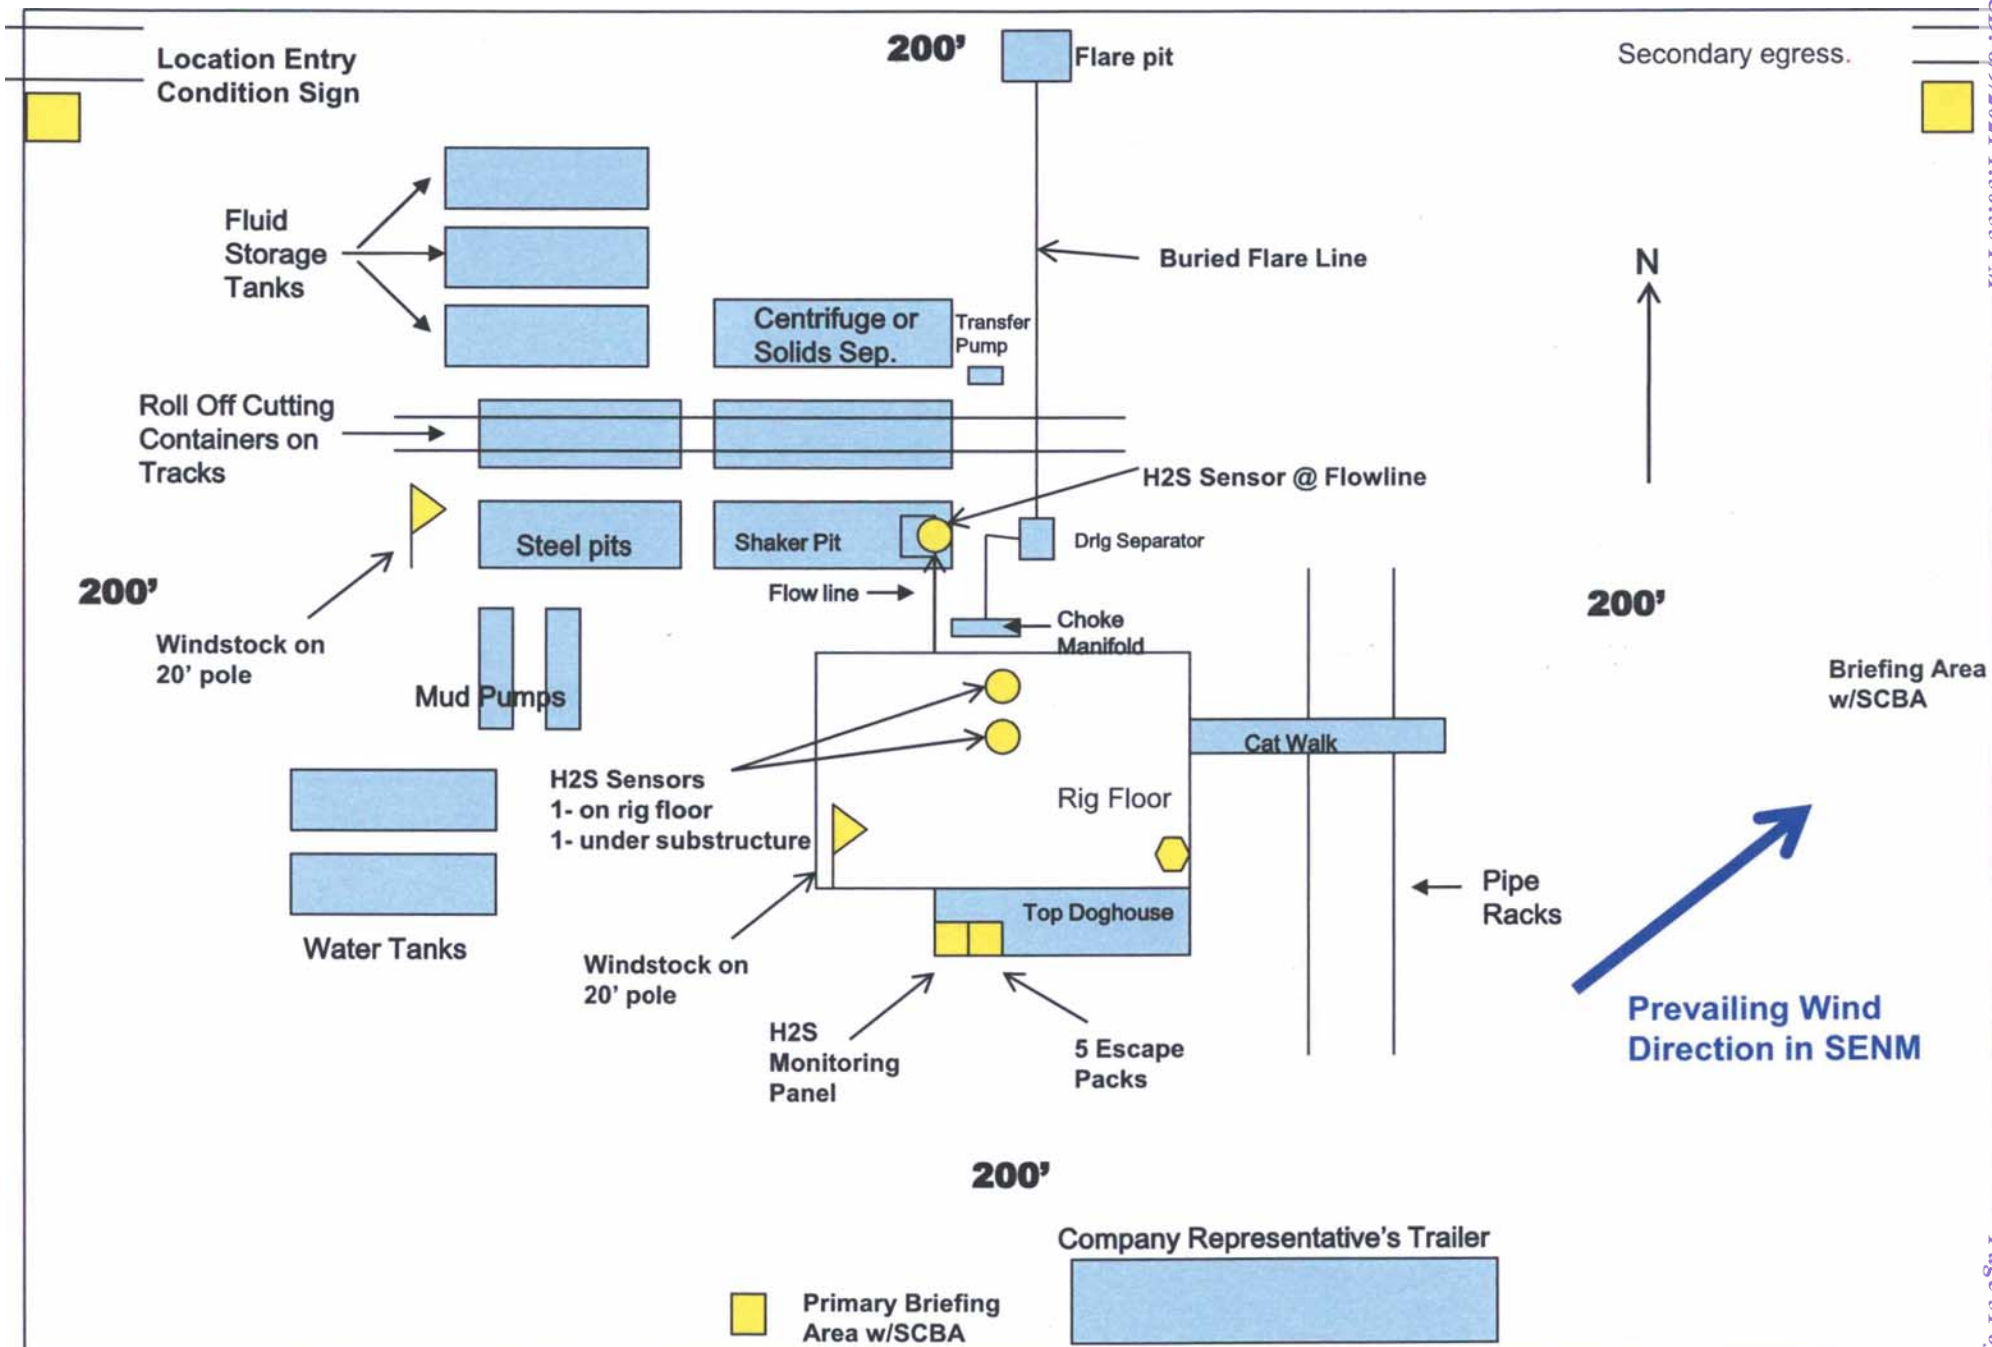 Location Entry
Condition Sign
200'
Flare pit
Secondary egress.
Fluid
Storage
Tanks
Buried Flare Line
N
Centrifuge or
Solids Sep.
Transfer
Pump
Roll Off Cutting
Containers on
Tracks
H2S Sensor @ Flowline
Steel pits
Shaker Pit
Drlg Separator
200'
Flow line
200'
Windstock on
20' pole
Choke
Manifold
Mud Pumps
Briefing Area
w/SCBA
Cat Walk
H2S Sensors
1- on rig floor
1- under substructure
Rig Floor
Pipe
Racks
Top Doghouse
Water Tanks
Windstock on
20' pole
H2S
Monitoring
Panel
5 Escape
Packs
Prevailing Wind
Direction in SENM
200'
Company Representative's Trailer
Primary Briefing
Area w/SCBA